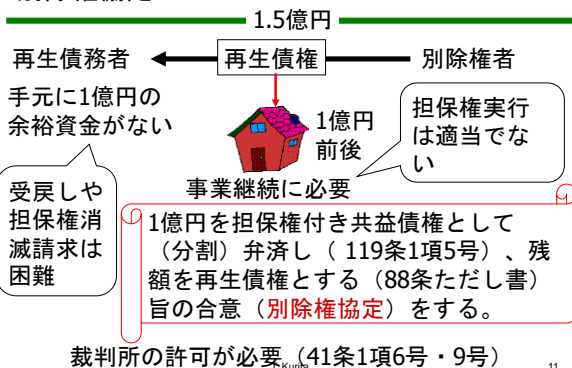 1.5億円
再生債務者
再生債権
別除権者
手元に1億円の
余裕資金がない
1億円
前後
担保権実行
は適当でな
い
受戻しや
担保権消
滅請求は
困難
事業継続に必要
1億円を担保権付き共益債権として
(分割)弁済し( 119条1項5号)、残
額を再生債権とする(88条ただし書)
旨の合意(別除権協定)をする。
裁判所の許可が必要(41条1項6号・9号)
Kurita
11